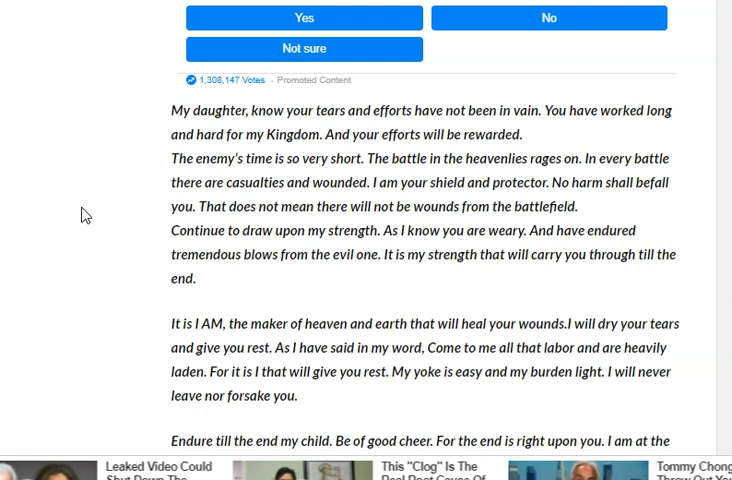 Yes
No
Not sure
1,308,147 Votes - Promoted Content
My daughter, know your tears and efforts have not been in vain. You have worked long
and hard for my Kingdom. And your efforts will be rewarded.
The enemy's time is so very short. The battle in the heavenlies rages on. In every battle
there are casualties and wounded. I am your shield and protector. No harm shall befall
you. That does not mean there will not be wounds from the battlefield.
Continue to draw upon my strength. As I know you are weary. And have endured
tremendous blows from the evil one. It is my strength that will carry you through till the
end.
It is I AM, the maker of heaven and earth that will heal your wounds.I will dry your tears
and give you rest. As I have said in my word, Come to me all that labor and are heavily
laden. For it is I that will give you rest. My yoke is easy and my burden light. I will never
leave nor forsake you.
Endure till the end my child. Be of good cheer. For the end is right upon you. I am at the
Leaked Video Could
Shut Down The
This "Clog" Is The
Real Root Cause Of
Tommy Chong
Throw Out You